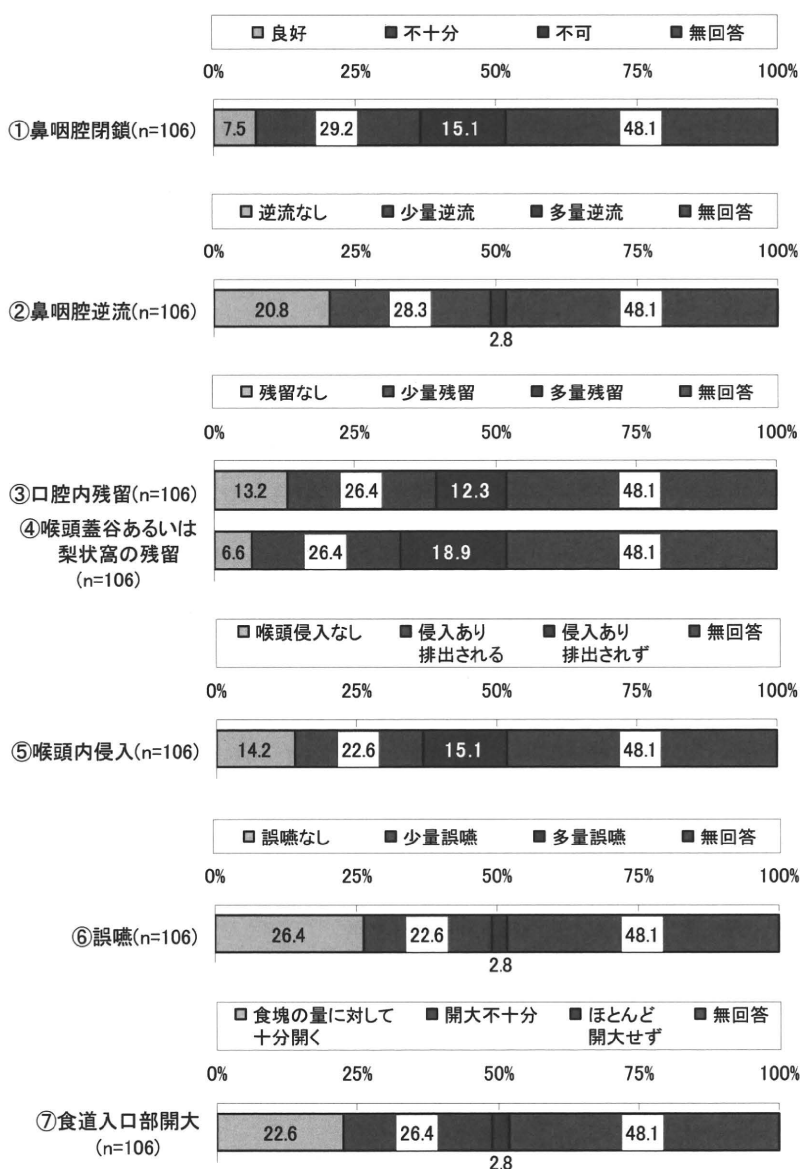 ■ 良好 ■ 不十分 ■ 不可 ■ 無回答
0% 25% 50% 75% 100%
①鼻咽腔閉鎖(n=106) 7.5 29.2 15.1 48.1
■ 逆流なし ■ 少量逆流 ■ 多量逆流 ■ 無回答
0% 25% 50% 75% 100%
②鼻咽腔逆流(n=106) 20.8 28.3 48.1
2.8
■ 残留なし ■ 少量残留 ■ 多量残留 ■ 無回答
0% 25% 50% 75% 100%
③口腔内残留(n=106) 13.2 26.4 12.3 48.1
④喉頭蓋谷あるいは
梨状窩の残留 6.6 26.4 18.9 48.1
(n=106)
■ 喉頭侵入なし ■ 侵入あり ■ 侵入あり ■ 無回答
排出される 排出されず
0% 25% 50% 75% 100%
⑤喉頭内侵入(n=106) 14.2 22.6 15.1 48.1
■ 誤嚥なし ■ 少量誤嚥 ■ 多量誤嚥 ■ 無回答
0% 25% 50% 75% 100%
⑥誤嚥(n=106) 26.4 22.6 48.1
2.8
■ 食塊の量に対して ■ 開大不十分 ■ ほとんど ■ 無回答
十分開く 開大せず
0% 25% 50% 75% 100%
⑦食道入口部開大 22.6 26.4 48.1
(n=106)
2.8